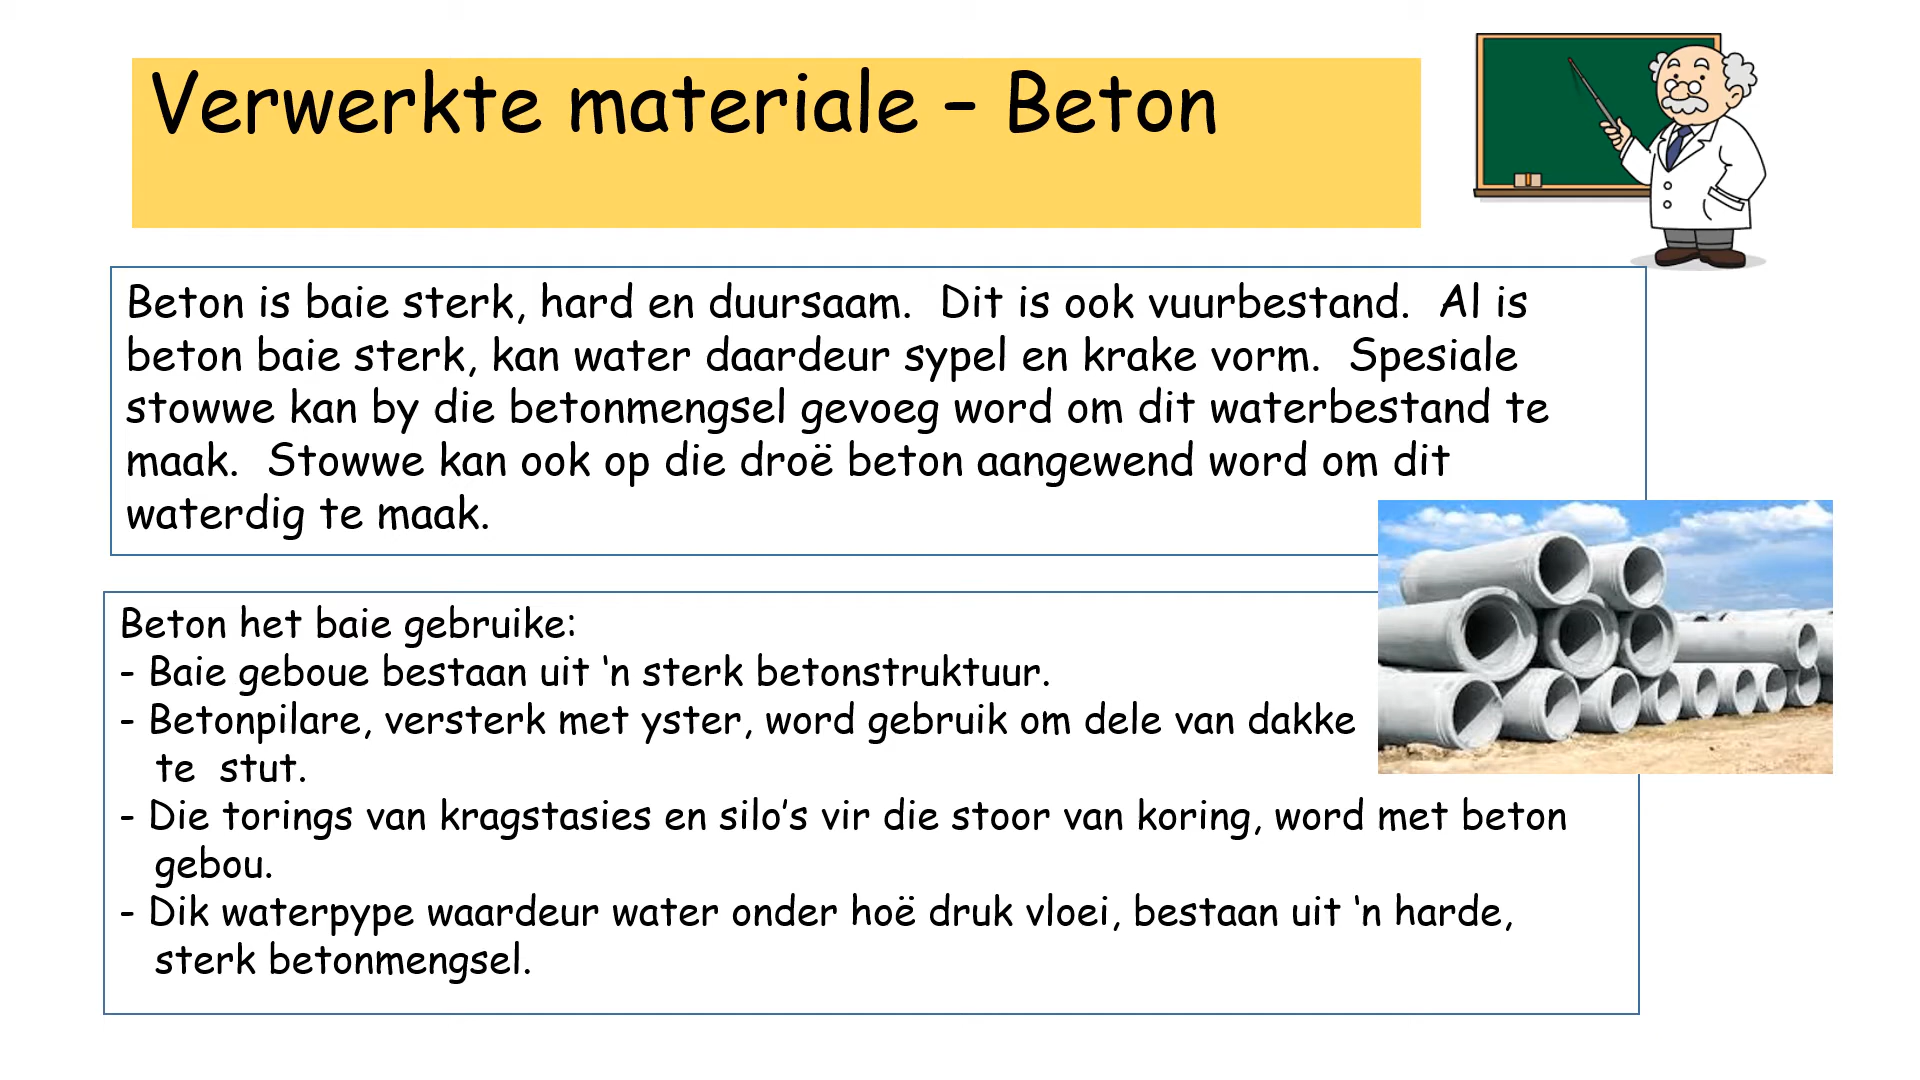 Verwerkte materiale – Beton
Beton is baie sterk, hard en duursaam.  Dit is ook vuurbestand.  Al is
beton baie sterk, kan water daardeur sypel en krake vorm.  Spesiale
stowwe kan by die betonmengsel gevoeg word om dit waterbestand te
maak.  Stowwe kan ook op die droë beton aangewend word om dit
waterdig te maak.
Beton het baie gebruike:
- Baie geboue bestaan uit ‘n sterk betonstruktuur.
- Betonpilare, versterk met yster, word gebruik om dele van dakke
te  stut.
- Die torings van kragstasies en silo’s vir die stoor van koring, word met beton
gebou.
- Dik waterpype waardeur water onder hoë druk vloei, bestaan uit ‘n harde,
sterk betonmengsel.